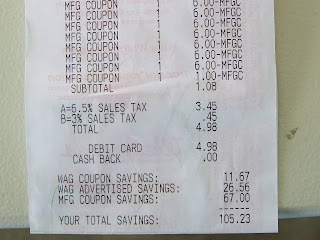 MFG COUPON 1 6.00-MFGC
MFG COUPON 1 6.00-MFGC
MFG COUPON 1 6.00-MFGC
MFG COUPON 1 6.00-MFGC
MFG COUPON 1 6.00-MFGC
MFG COUPON 1 6.00-MFGC
MFG COUPON 1 6.00-MFGC
MFG COUPON 1 1.00-MFGC
SUBTOTAL 1.08
A=6.5% SALES TAX 3.45
B=3% SALES TAX .45
TOTAL 4.98
DEBIT CARD 4.98
CASH BACK .00
WAG COUPON SAVINGS: 11.67
WAG ADVERTISED SAVINGS: 26.56
MFG COUPON SAVINGS: 67.00
------
YOUR TOTAL SAVINGS: 105.23